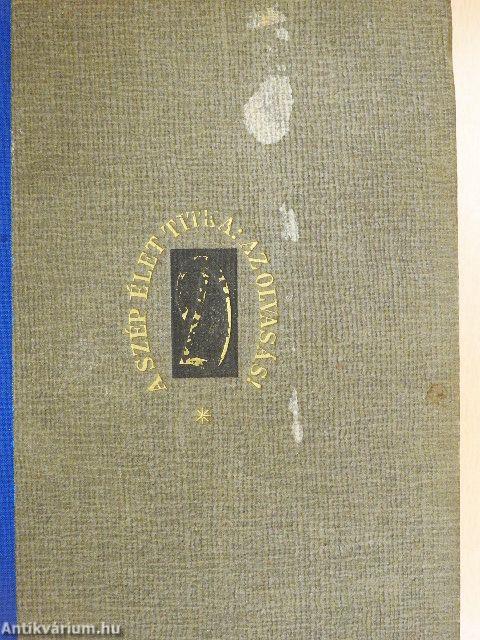 A SZÉP ÉLET TITKA: AZ OLVASÁS!
*
Antikvárium.hu